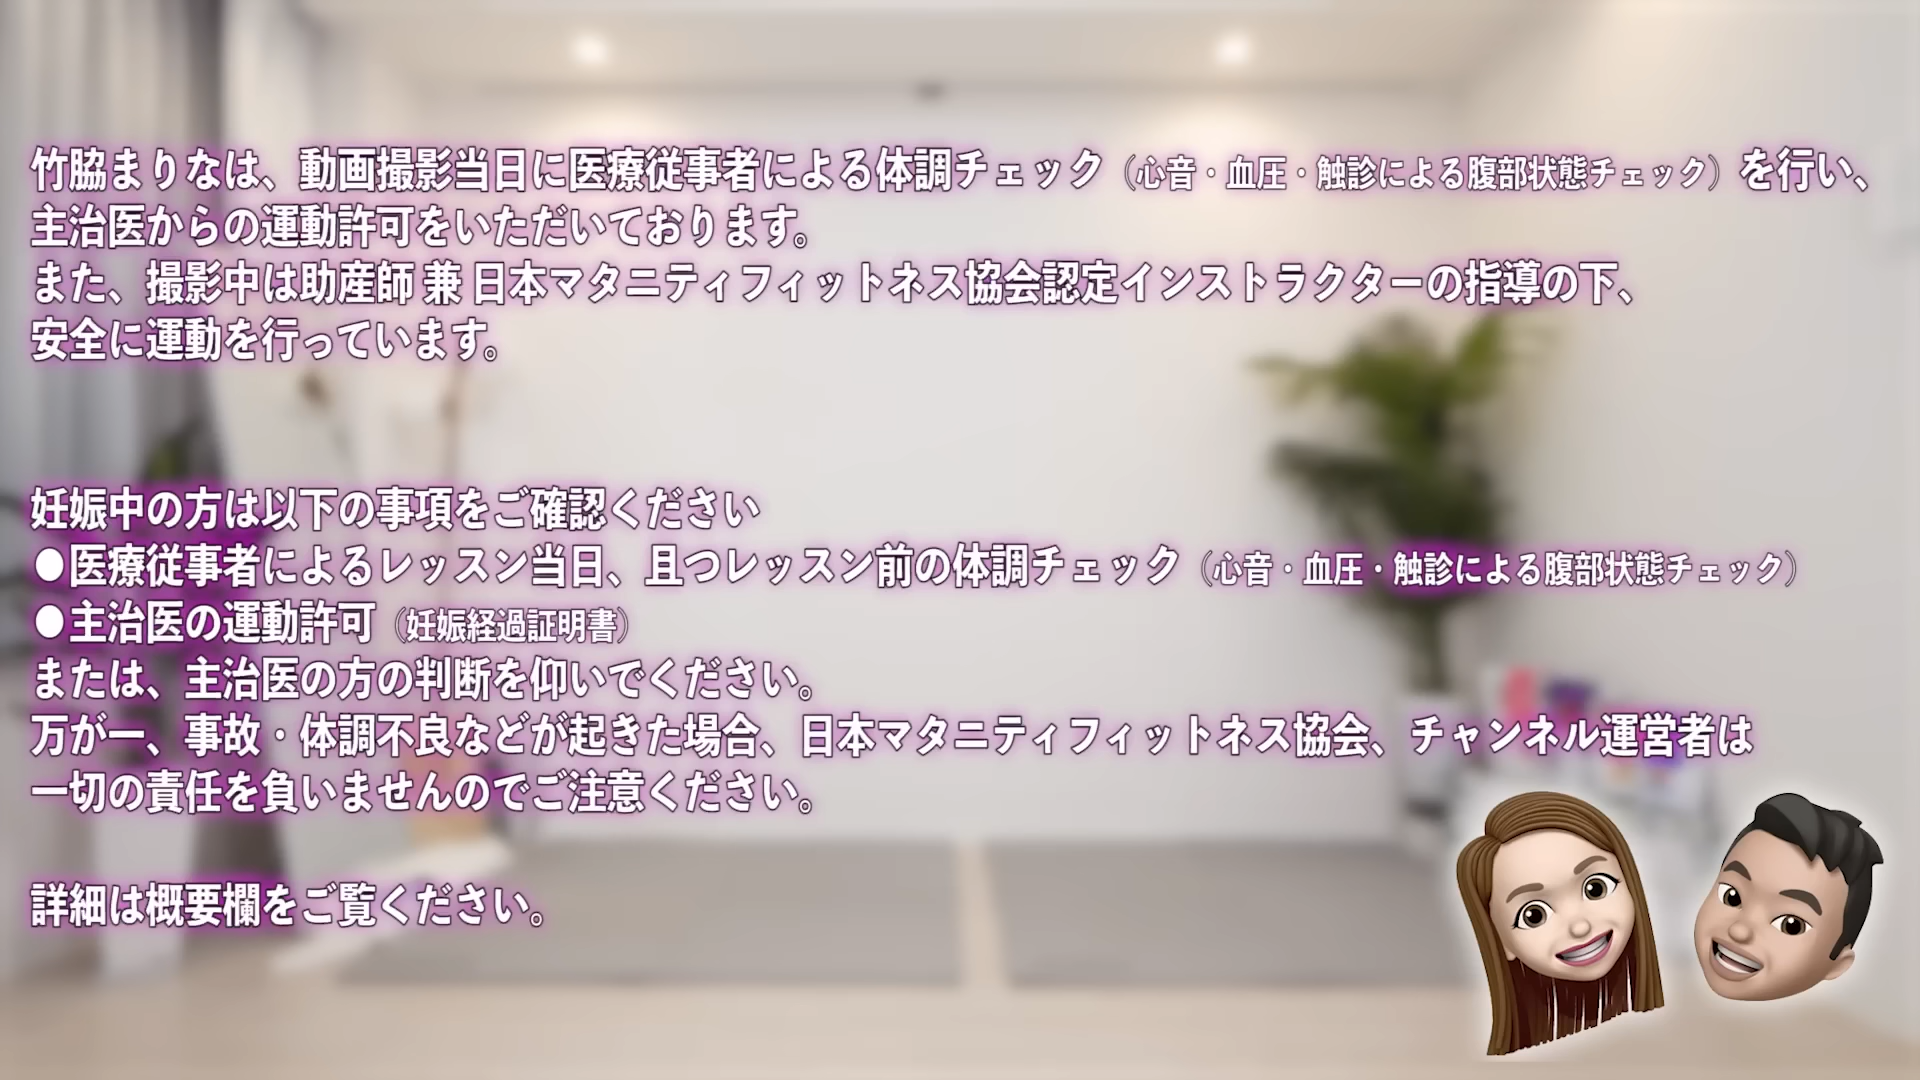 竹脇まりなは、動画撮影当日に医療従事者による体調チェック（心音・血圧・触診による腹部状態チェック）を行い、
主治医からの運動許可をいただいております。
また、撮影中は助産師 兼 日本マタニティフィットネス協会認定インストラクターの指導の下、
安全に運動を行っています。
妊娠中の方は以下の事項をご確認ください
●医療従事者によるレッスン当日、且つレッスン前の体調チェック（心音・血圧・触診による腹部状態チェック）
●主治医の運動許可（妊娠経過証明書）
または、主治医の方の判断を仰いでください。
万が一、事故・体調不良などが起きた場合、日本マタニティフィットネス協会、チャンネル運営者は
一切の責任を負いませんのでご注意ください。
詳細は概要欄をご覧ください。